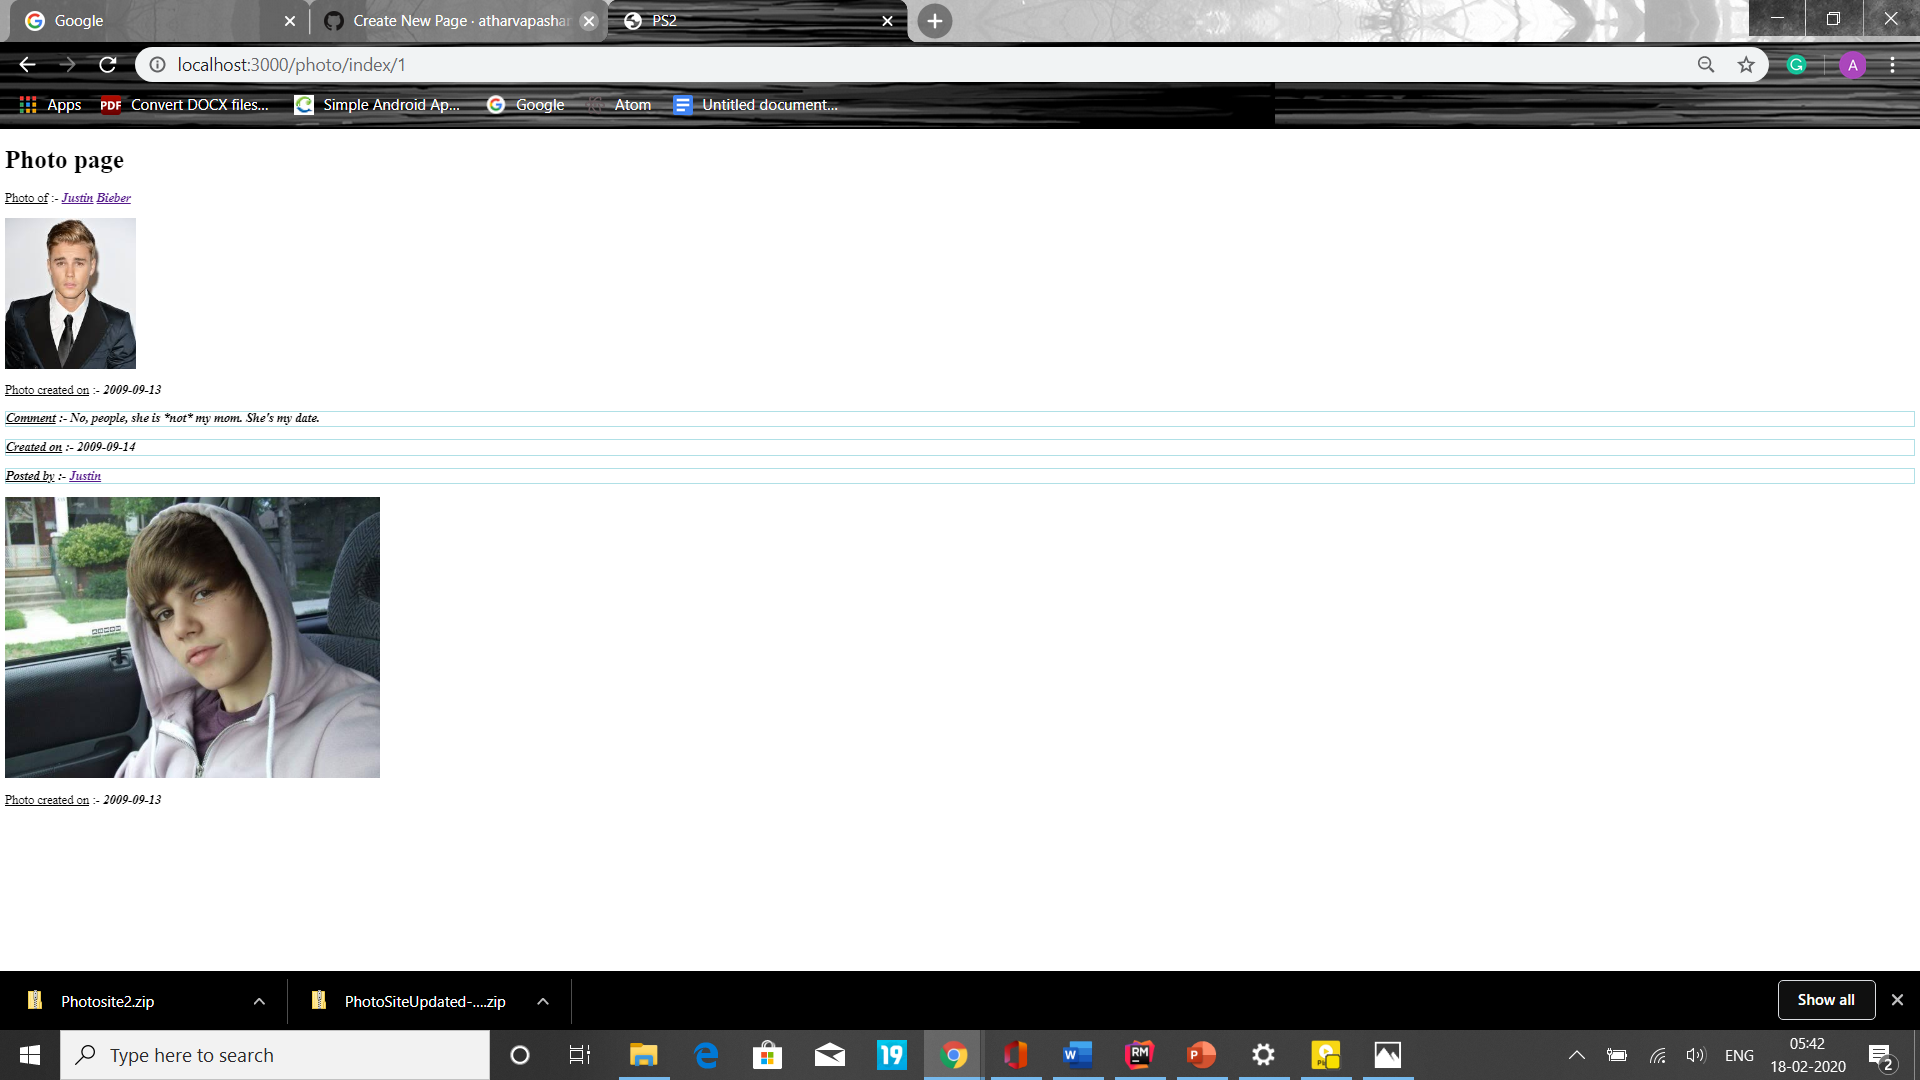 Google
Create New Page · atharvapashar
PS2
localhost:3000/photo/index/1
A
Apps
PDF
Convert DOCX files...
Simple Android Ap...
Google
Atom
Untitled document...
Photo page
Photo of :- Justin Bieber
Photo created on :- 2009-09-13
Comment :- No, people, she is *not* my mom. She's my date.
Created on :- 2009-09-14
Posted by :- Justin
Photo created on :- 2009-09-13
Photosite2.zip
PhotoSiteUpdated-....zip
Show all
Type here to search
19
W
RM
P
ENG
05:42
18-02-2020
2